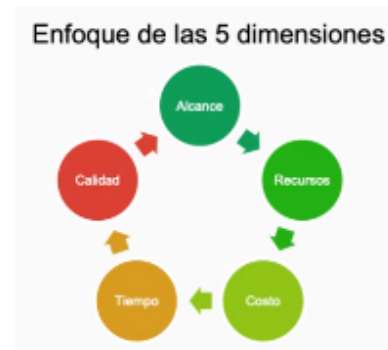 Enfoque de las 5 dimensiones
Alcance
Recursos
Costo
Tiempo
Calidad